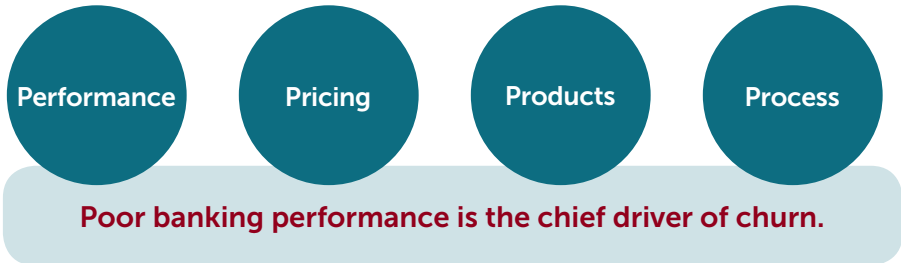 Performance
Pricing
Products
Process
Poor banking performance is the chief driver of churn.